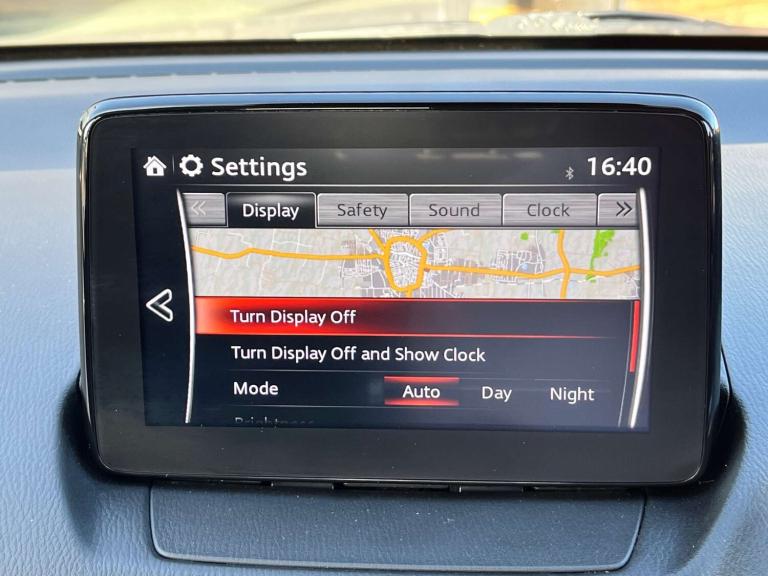 Settings 16:40
Display Safety Sound Clock
Turn Display Off
Turn Display Off and Show Clock
Mode Auto Day Night
Brightness